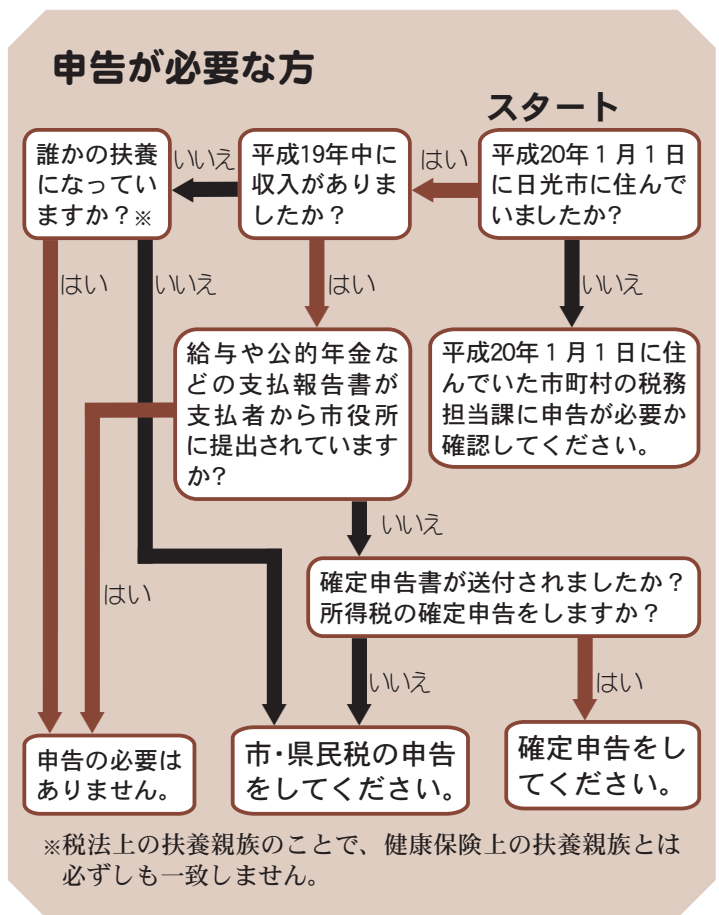 申告が必要な方
スタート
平成20年1月1日
に日光市に住んで
いましたか?
はい
いいえ
平成19年中に
収入がありま
したか？
いいえ
はい
誰かの扶養
になってい
ますか？※
はい
いいえ
給与や公的年金な
どの支払報告書が
支払者から市役所
に提出されています
か?
はい
いいえ
平成20年1月1日に住
んでいた市町村の税務
担当課に申告が必要か
確認してください。
確定申告書が送付されましたか？
所得税の確定申告をしますか？
いいえ
はい
申告の必要は
ありません。
市・県民税の申告
をしてください。
確定申告をし
てください。
※税法上の扶養親族のことで、健康保険上の扶養親族とは
必ずしも一致しません。